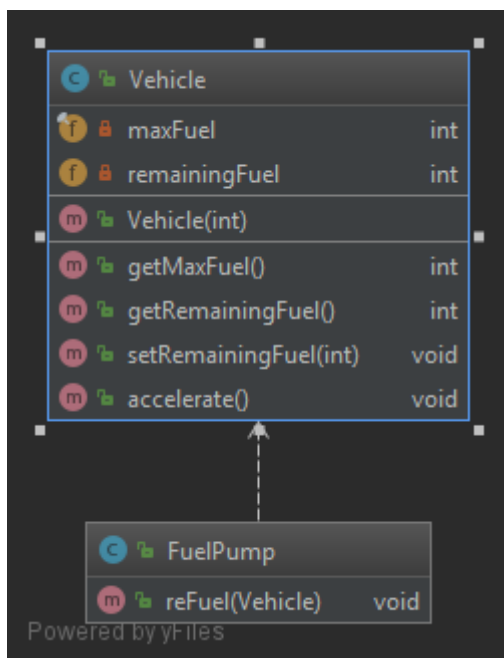 C Vehicle
f maxFuel int
f remainingFuel int
m Vehicle(int)
m getMaxFuel() int
m getRemainingFuel() int
m setRemainingFuel(int) void
m accelerate() void
C FuelPump
m reFuel(Vehicle) void
Powered by yFiles